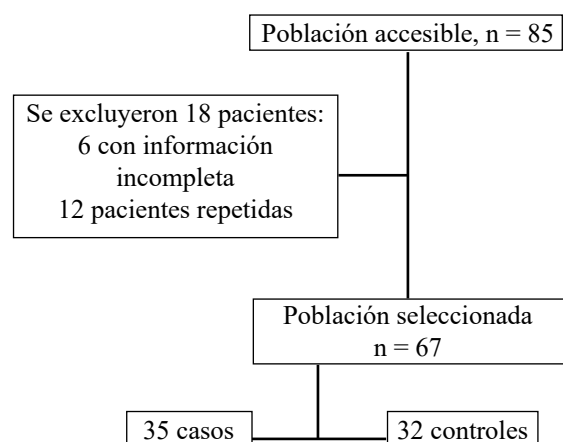 Población accesible, n = 85
Se excluyeron 18 pacientes:
6 con información
incompleta
12 pacientes repetidas
Población seleccionada
n = 67
35 casos
32 controles